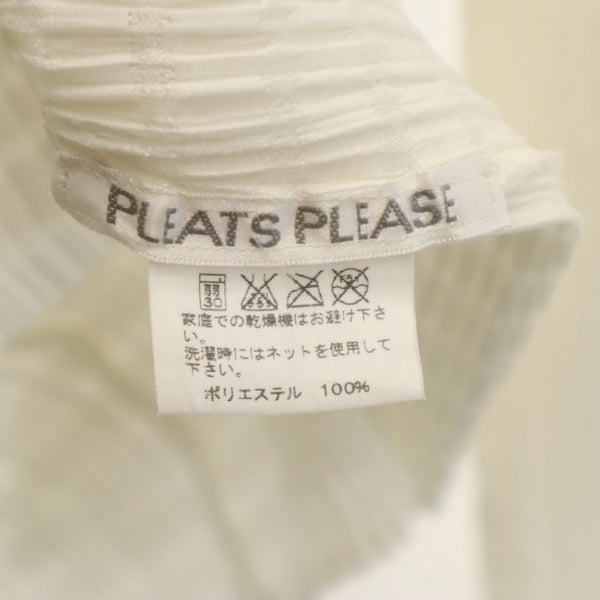 PLEATS PLEASE
弱
30
家庭での乾燥機はお避け下さ
い。
洗濯時にはネットを使用して
下さい。
ポリエステル 100%